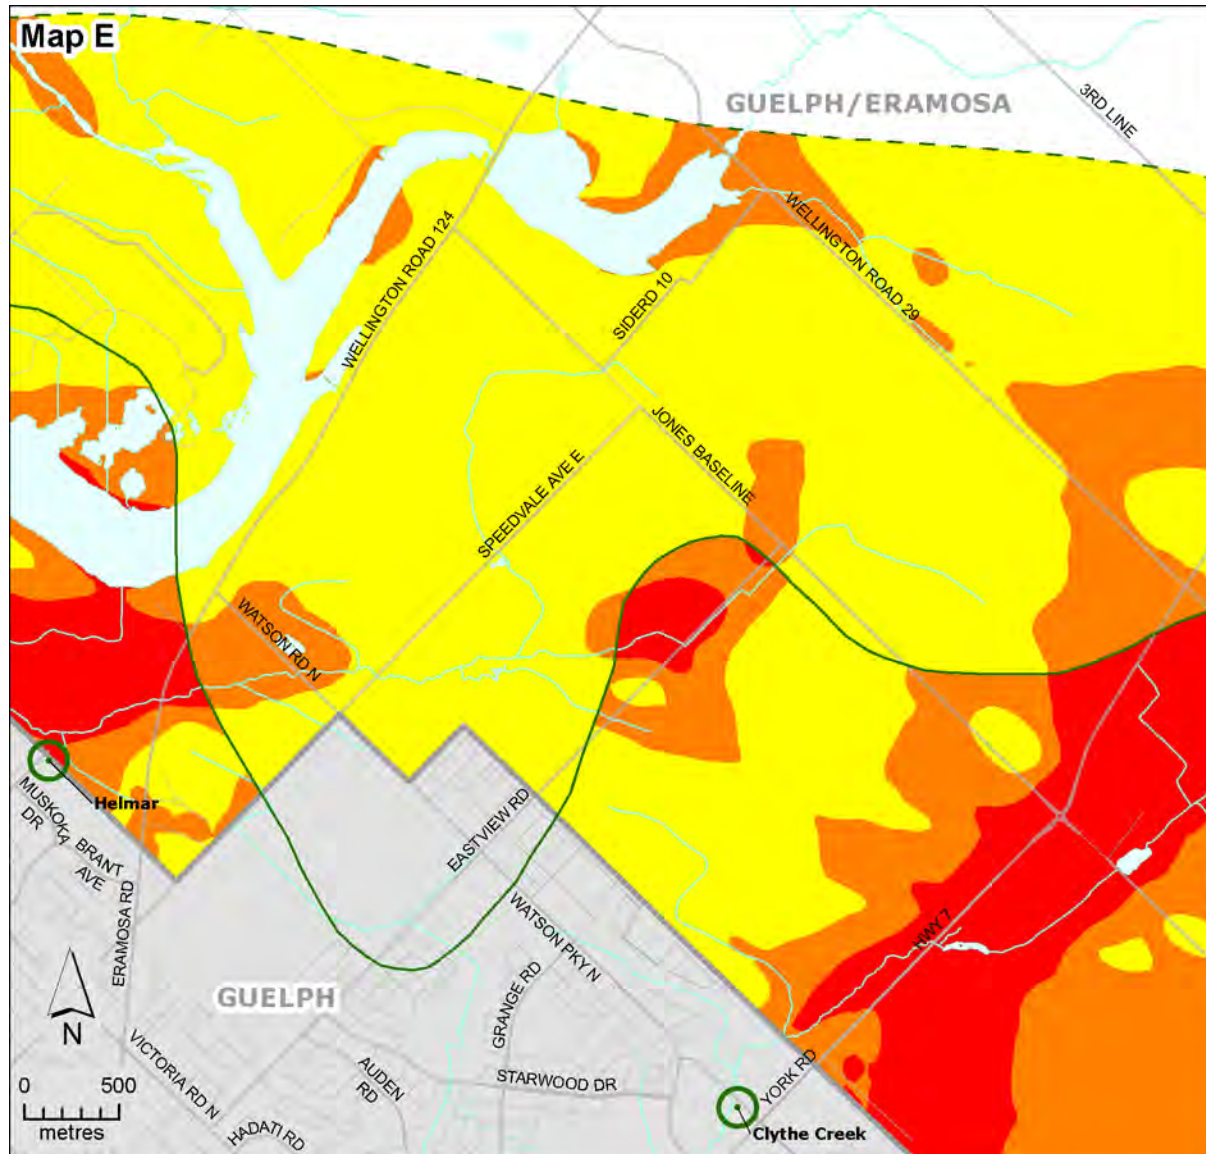 Map E
GUELPH/ERAMOSA
3RD LINE
WELLINGTON ROAD 124
WELLINGTON ROAD 29
SIDERD 10
JONES BASELINE
SPEEDVALE AVE E
WATSON RD N
Helmar
MUSKOKA
DR
BRANT
AVE
EASTVIEW RD
ERAMOSA RD
WATSON PKY N
HWY 7
GUELPH
GRANGE RD
N
VICTORIA RD N
AUDEN
RD
STARWOOD DR
YORK RD
0 500
metres
HADATI RD
Clythe Creek